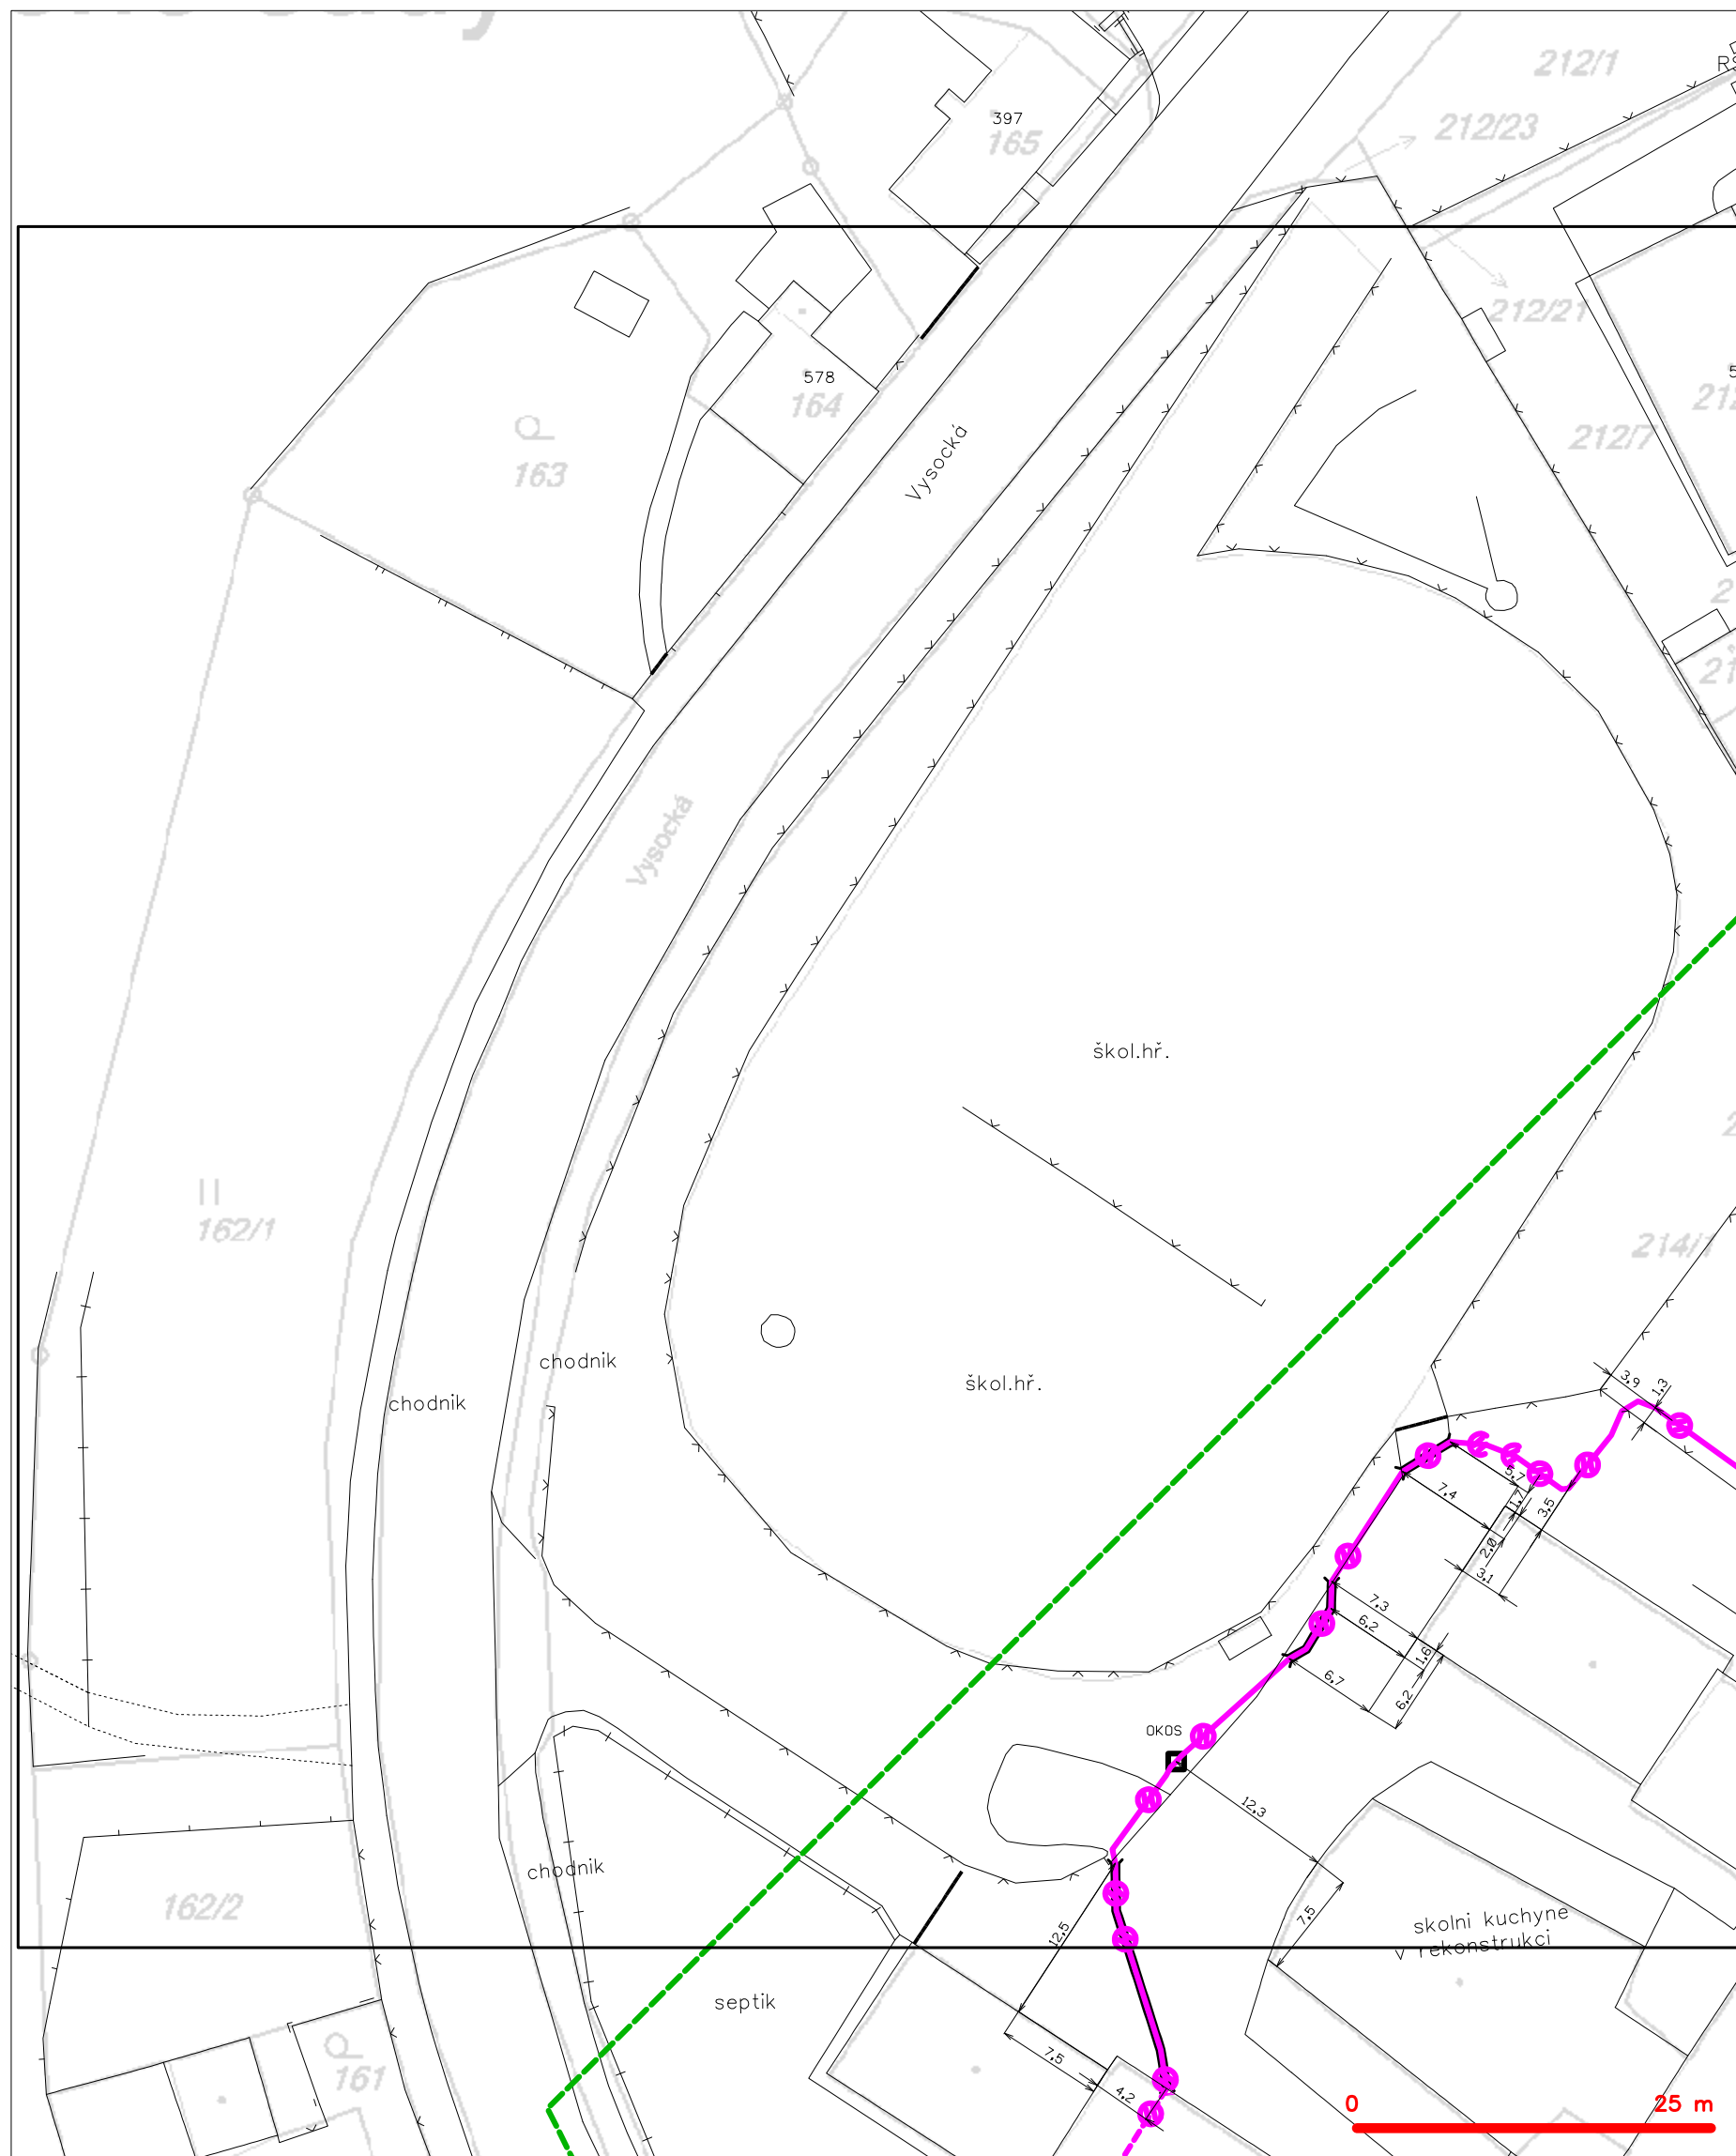 212/1
397
165
212/23
212/21
578
164
212/7
163
Vysocká
Vysocká
škol.hř.
162/1
214/1
chodnik
škol.hř.
chodnik
3,9
1,3
5,7
7,4
1,7
3,5
2,0
3,1
7,3
6,2
1,6
6,7
6,2
OKOS
12,3
chodnik
162/2
7,5
skolni kuchyne
v rekonstrukci
12,5
septik
161
7,5
4,2
0 25 m